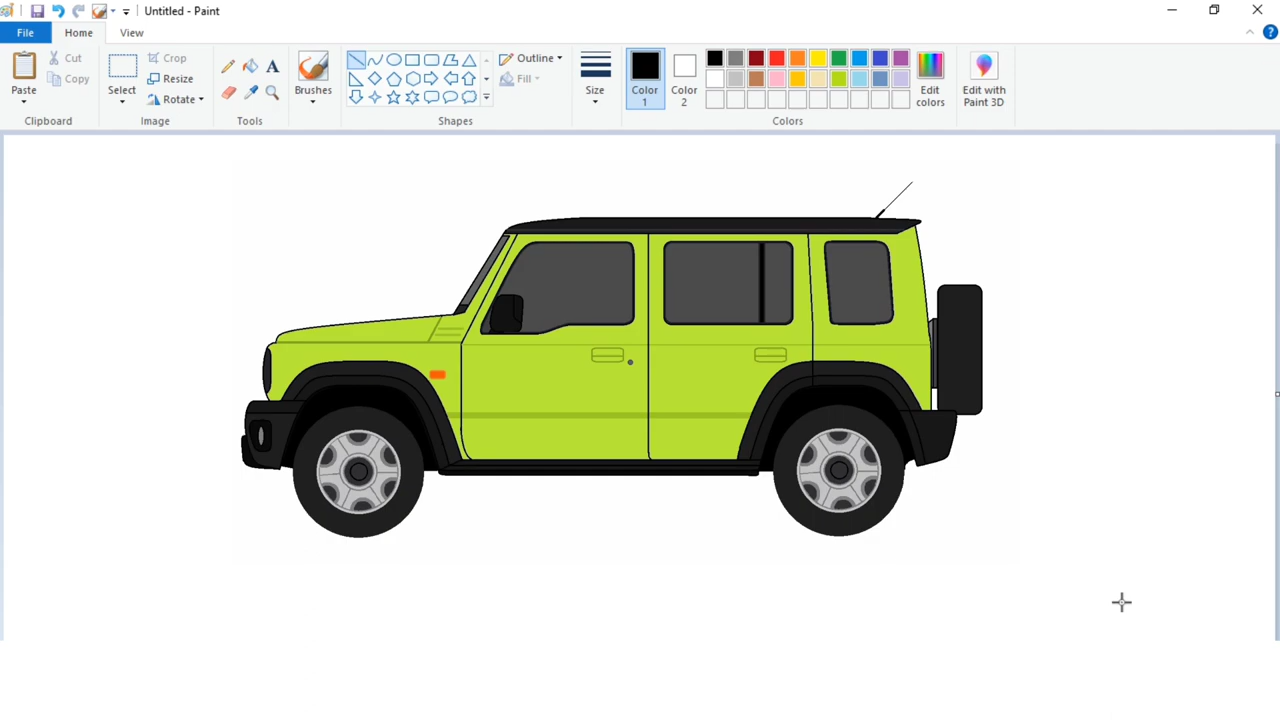 Untitled - Paint
File Home View
Paste
Cut
Copy
Clipboard
Select
Crop
Resize
Rotate
Image
A
Tools
Brushes
Shapes
Outline
Fill
Size
Color 1
Color 2
Colors
Edit colors
Edit with Paint 3D
?